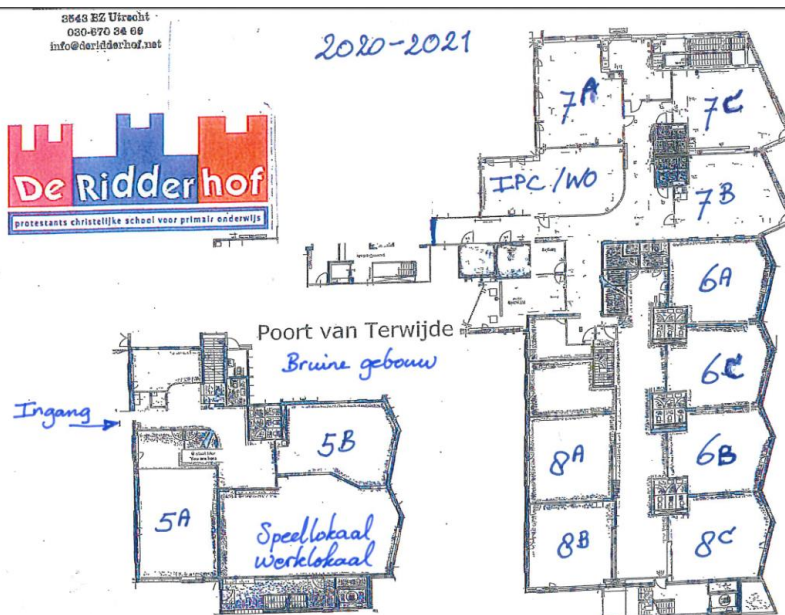 3543 BZ Utrecht
030-670 34 69
info@deridderhof.net
2020-2021
De Ridderhof
protestants christelijke school voor primair onderwijs
7A
7C
IPC/WO
7B
6A
Poort van Terwijde
Bruine gebouw
6C
Ingang
5B
8A
6B
5A
Speellokaal
werklokaal
8B
8C